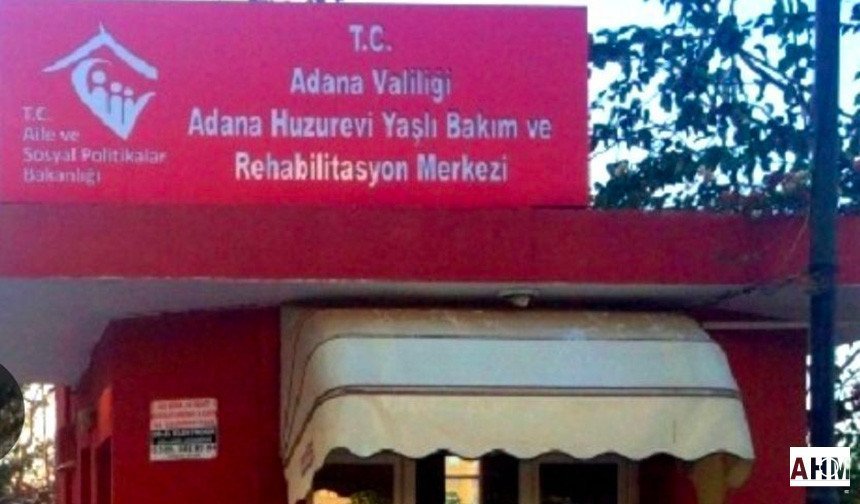 T.C.
Aile ve
Sosyal Politikalar
Bakanlığı
T.C.
Adana Valiliği
Adana Huzurevi Yaşlı Bakım ve
Rehabilitasyon Merkezi
AHM